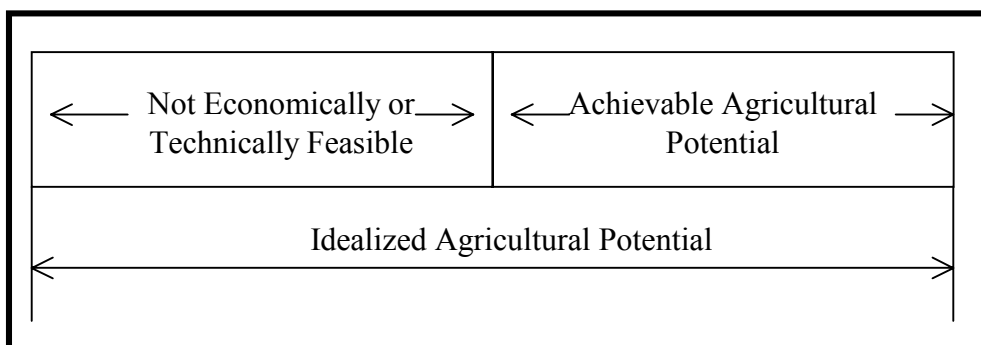 Not Economically or
Technically Feasible
Achievable Agricultural
Potential
Idealized Agricultural Potential